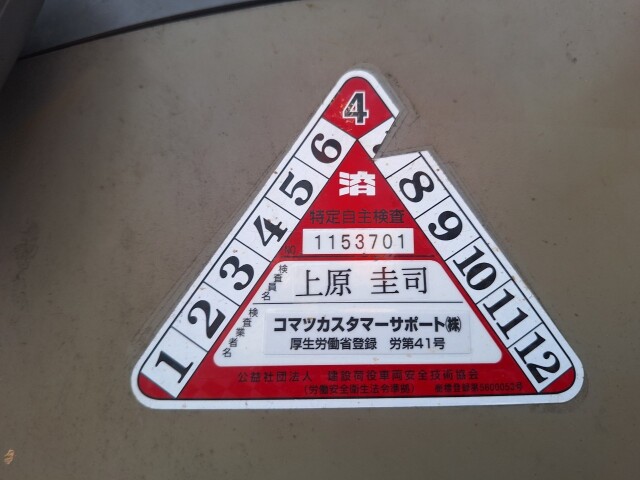 4
1 2 3 4 5 6
8 9 10 11 12
済
特定自主検査
No. 1153701
検査員名 上原 圭司
検査業者名 コマツカスタマーサポート㈱
厚生労働省登録 労第41号
公益社団法人 建設荷役車両安全技術協会
(労働安全衛生法令準拠)